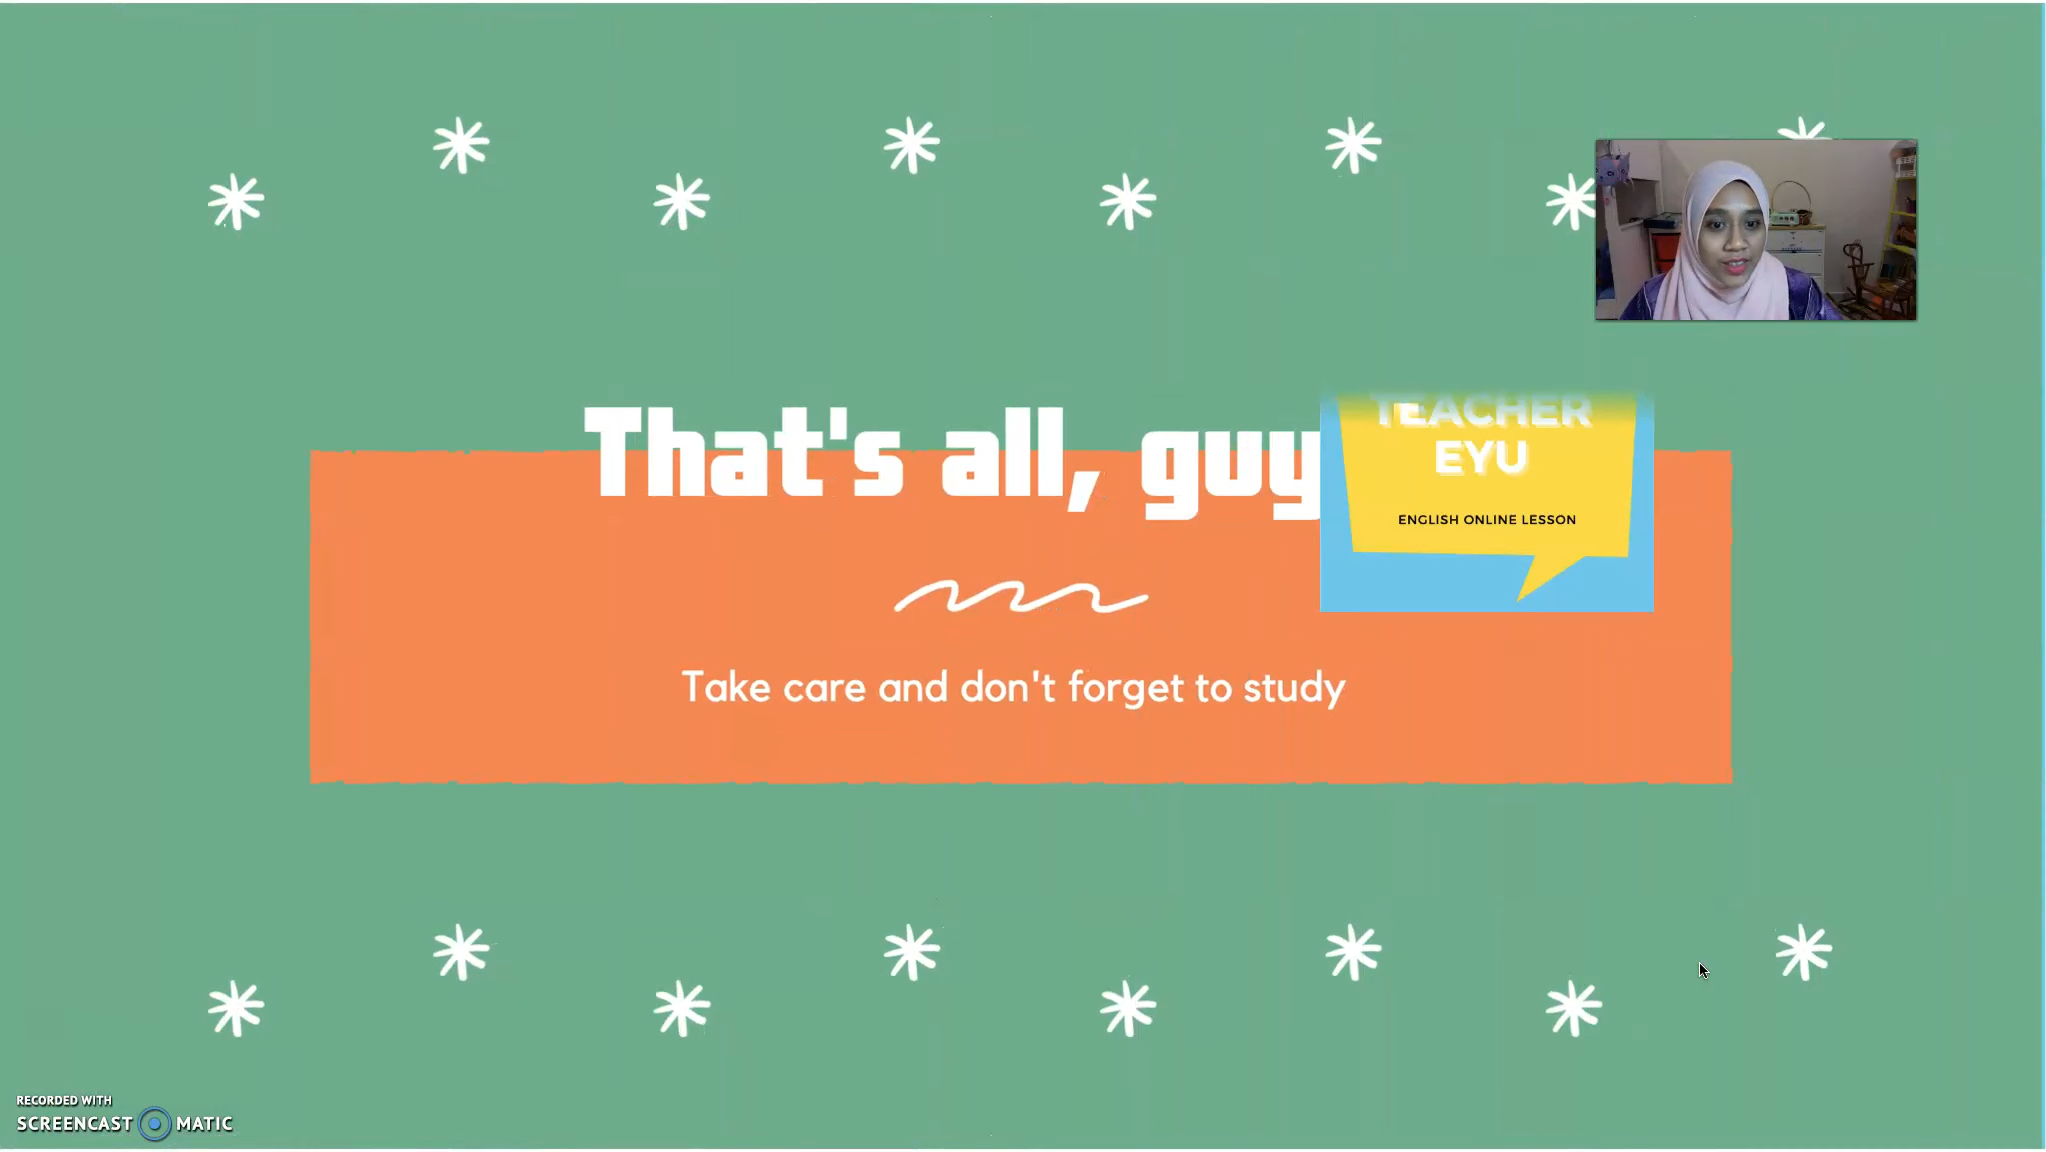 That's all, guy
TEACHER
EYU
ENGLISH ONLINE LESSON
Take care and don't forget to study
RECORDED WITH
SCREENCAST MATIC